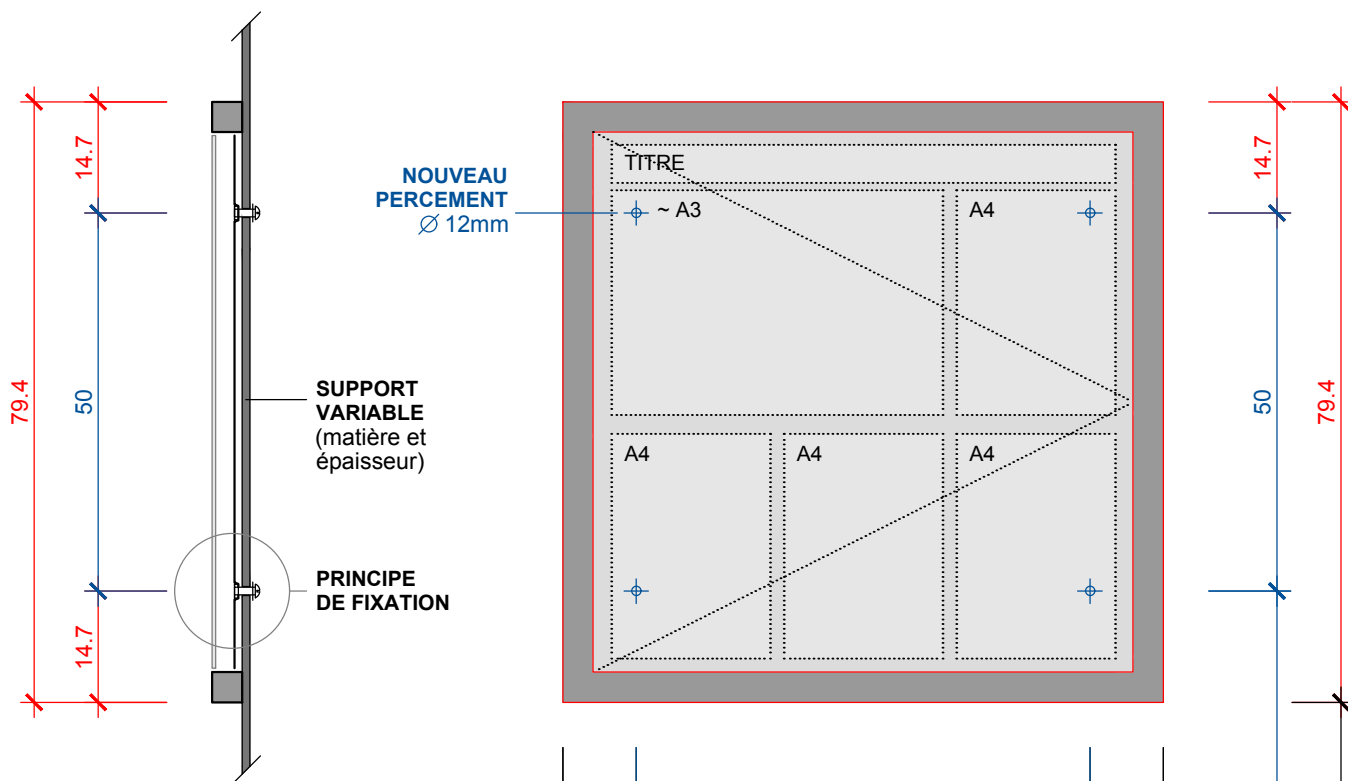 14.7
79.4
50
14.7
SUPPORT
VARIABLE
(matière et
épaisseur)
PRINCIPE
DE FIXATION
NOUVEAU
PERCEMENT
Ø 12mm
TITRE
~ A3
A4
A4
A4
A4
14.7
50
79.4